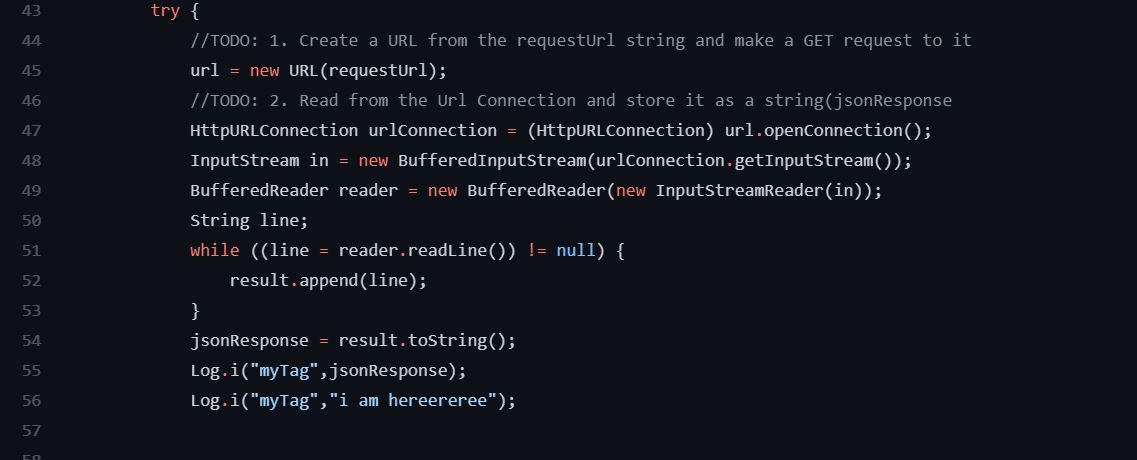 43 try {
44 //TODO: 1. Create a URL from the requestUrl string and make a GET request to it
45 url = new URL(requestUrl);
46 //TODO: 2. Read from the Url Connection and store it as a string(jsonResponse
47 HttpURLConnection urlConnection = (HttpURLConnection) url.openConnection();
48 InputStream in = new BufferedInputStream(urlConnection.getInputStream());
49 BufferedReader reader = new BufferedReader(new InputStreamReader(in));
50 String line;
51 while ((line = reader.readLine()) != null) {
52 result.append(line);
53 }
54 jsonResponse = result.toString();
55 Log.i("myTag",jsonResponse);
56 Log.i("myTag","i am hereereree");
57